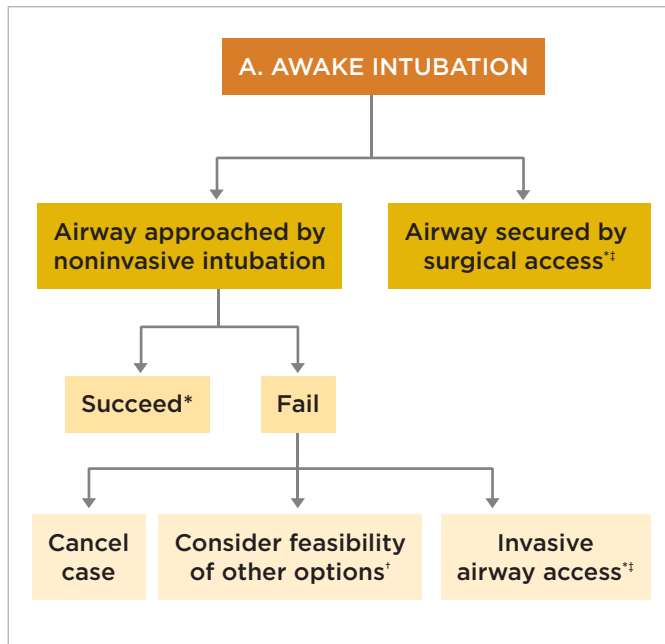 A. AWAKE INTUBATION
Airway approached by
noninvasive intubation
Airway secured by
surgical access*‡
Succeed*
Fail
Cancel
case
Consider feasibility
of other options†
Invasive
airway access*‡